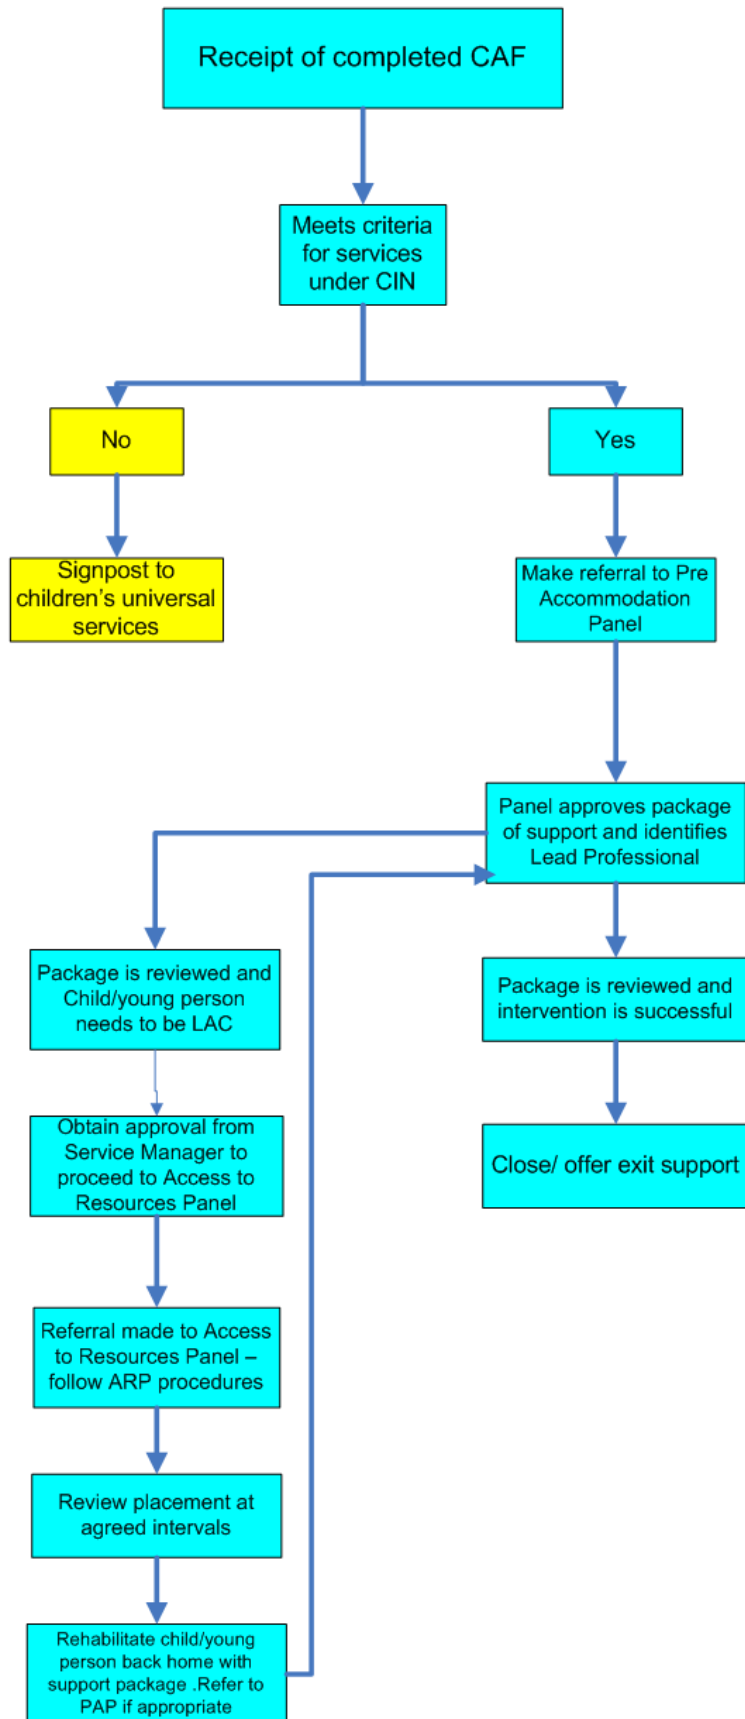 Receipt of completed CAF
Meets criteria
for services
under CIN
No
Yes
Signpost to
children’s universal
services
Make referral to Pre
Accommodation
Panel
Panel approves package
of support and identifies
Lead Professional
Package is reviewed and
Child/young person
needs to be LAC
Package is reviewed and
intervention is successful
Obtain approval from
Service Manager to
proceed to Access to
Resources Panel
Close/ offer exit support
Referral made to Access
to Resources Panel –
follow ARP procedures
Review placement at
agreed intervals
Rehabilitate child/young
person back home with
support package .Refer to
PAP if appropriate